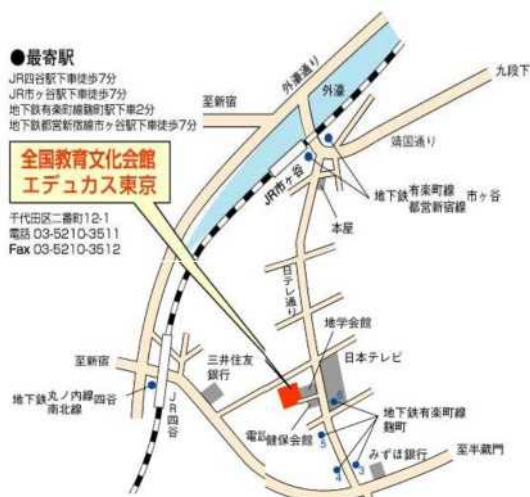 ●最寄駅
JR四谷駅下車徒歩7分
JR市ヶ谷駅下車徒歩7分
地下鉄有楽町線麹町駅下車2分
地下鉄都営新宿線市ヶ谷駅下車徒歩7分
全国教育文化会館
エデュカス東京
千代田区二番町12-1
電話 03-5210-3511
Fax 03-5210-3512
至新宿
外濠通り
外濠
九段下
靖国通り
JR市ヶ谷
地下鉄有楽町線
都営新宿線
市ヶ谷
本屋
日テレ通り
地学会館
日本テレビ
三井住友
銀行
至新宿
地下鉄丸ノ内線
南北線
四谷
JR四谷
健保会館
地下鉄有楽町線
麹町
みずほ銀行
至半蔵門
6
5
4
3